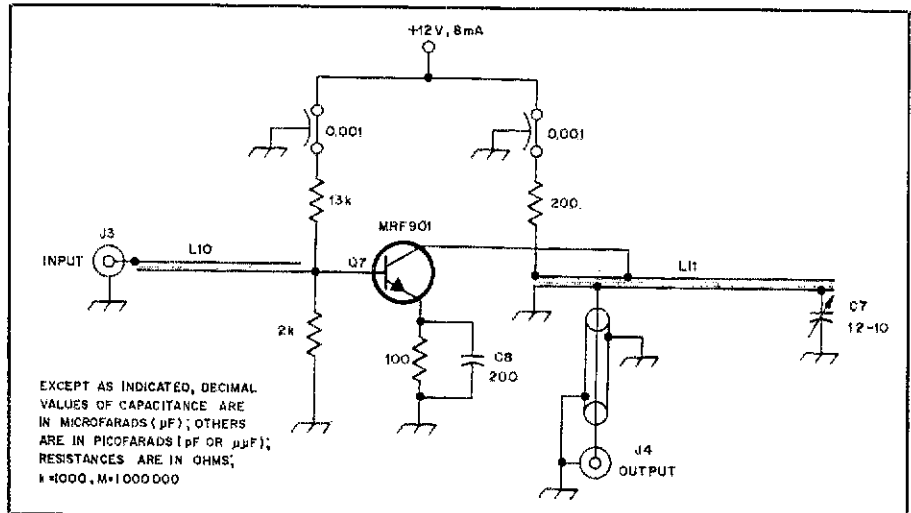 +12V, 8mA
0.001
0.001
13k
200.
MRF901
J3
INPUT
L10
Q7
L11
2k
100
C8
200
C7
12-10
EXCEPT AS INDICATED, DECIMAL
VALUES OF CAPACITANCE ARE
IN MICROFARADS (μF); OTHERS
ARE IN PICOFARADS (pF OR μμF);
RESISTANCES ARE IN OHMS;
k=1000, M=1000000
J4
OUTPUT